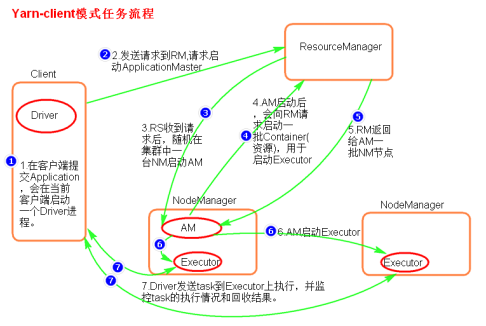 Yarn-client模式任务流程
2
2.发送请求到RM,请求启
动ApplicationMaster
ResourceManager
Client
Driver
1
1.在客户端提
交Application
，会在当前
客户端启动
一个Driver进
程。
3
3.RS收到请
求后，随机在
集群中一
台NM启动AM
4
4.AM启动后
，会向RM请
求启动一
批Container(
资源)，用于
启动Executor
5
5.RM返回
给AM一
批NM节点
NodeManager
AM
6
Executor
6
6.AM启动Executor
NodeManager
Executor
7
7
7.Driver发送task到Executor上执行，并监
控task的执行情况和回收结果。